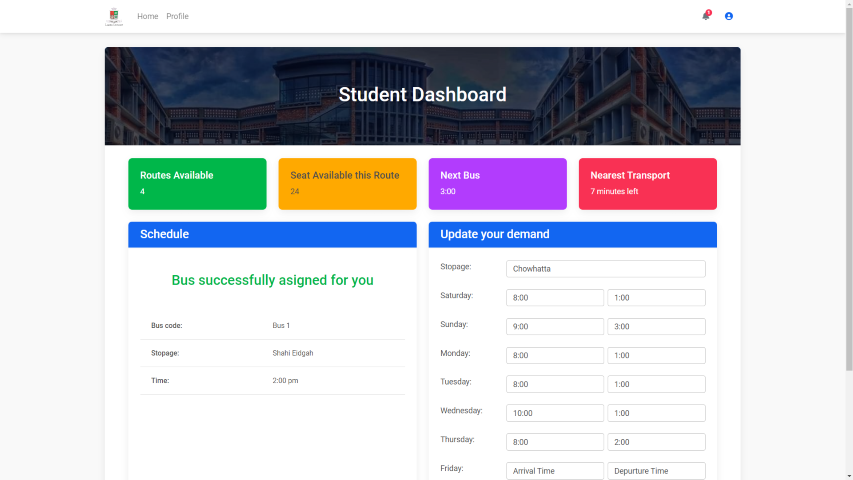 Home Profile
Student Dashboard
Routes Available
4
Seat Available this Route
24
Next Bus
3:00
Nearest Transport
7 minutes left
Schedule
Bus successfully asigned for you
Bus code: Bus 1
Stopage: Shahi Eidgah
Time: 2:00 pm
Update your demand
Stopage: Chowhatta
Saturday: 8:00 1:00
Sunday: 9:00 3:00
Monday: 8:00 1:00
Tuesday: 8:00 1:00
Wednesday: 10:00 1:00
Thursday: 8:00 2:00
Friday: Arrival Time Depurture Time